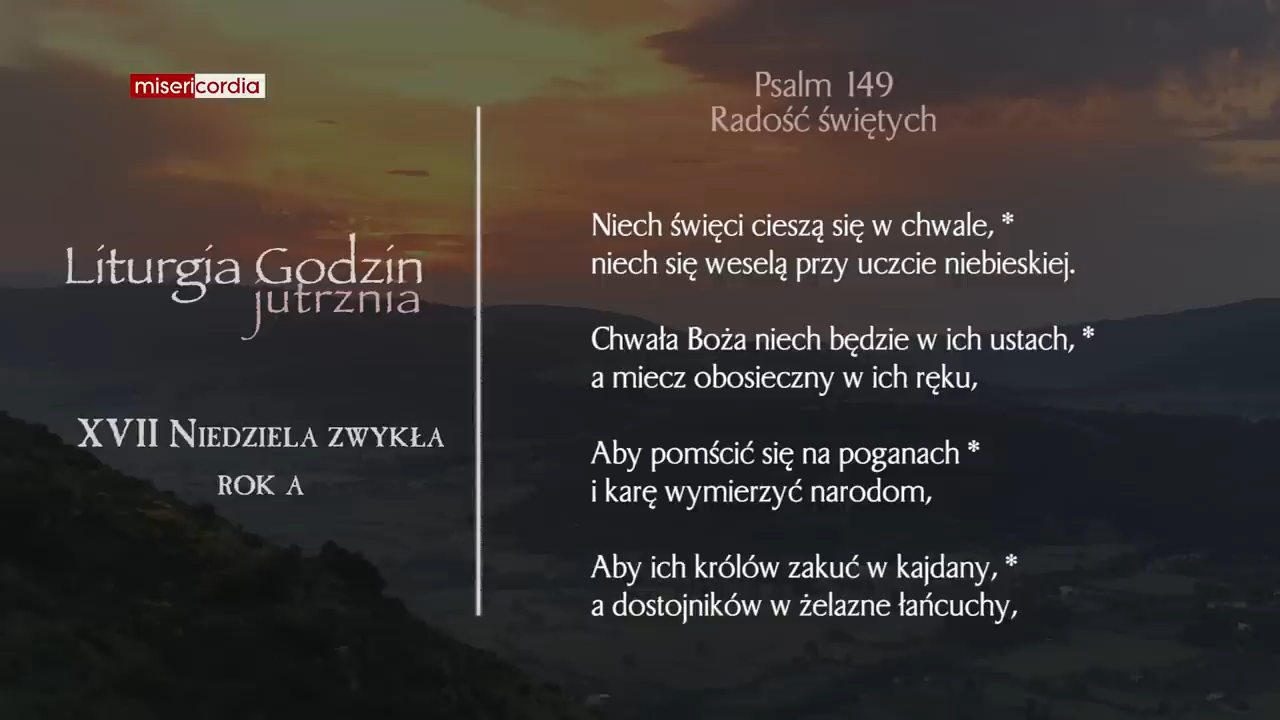 misericordia
Liturgia Godzin
jutrznia
XVII Niedziela zwykła
rok A
Psalm 149
Radość świętych
Niech święci cieszą się w chwale, *
niech się weselą przy uczcie niebieskiej.
Chwała Boża niech będzie w ich ustach, *
a miecz obosieczny w ich ręku,
Aby pomścić się na poganach *
i karę wymierzyć narodom,
Aby ich królów zakuć w kajdany, *
a dostojników w żelazne łańcuchy,